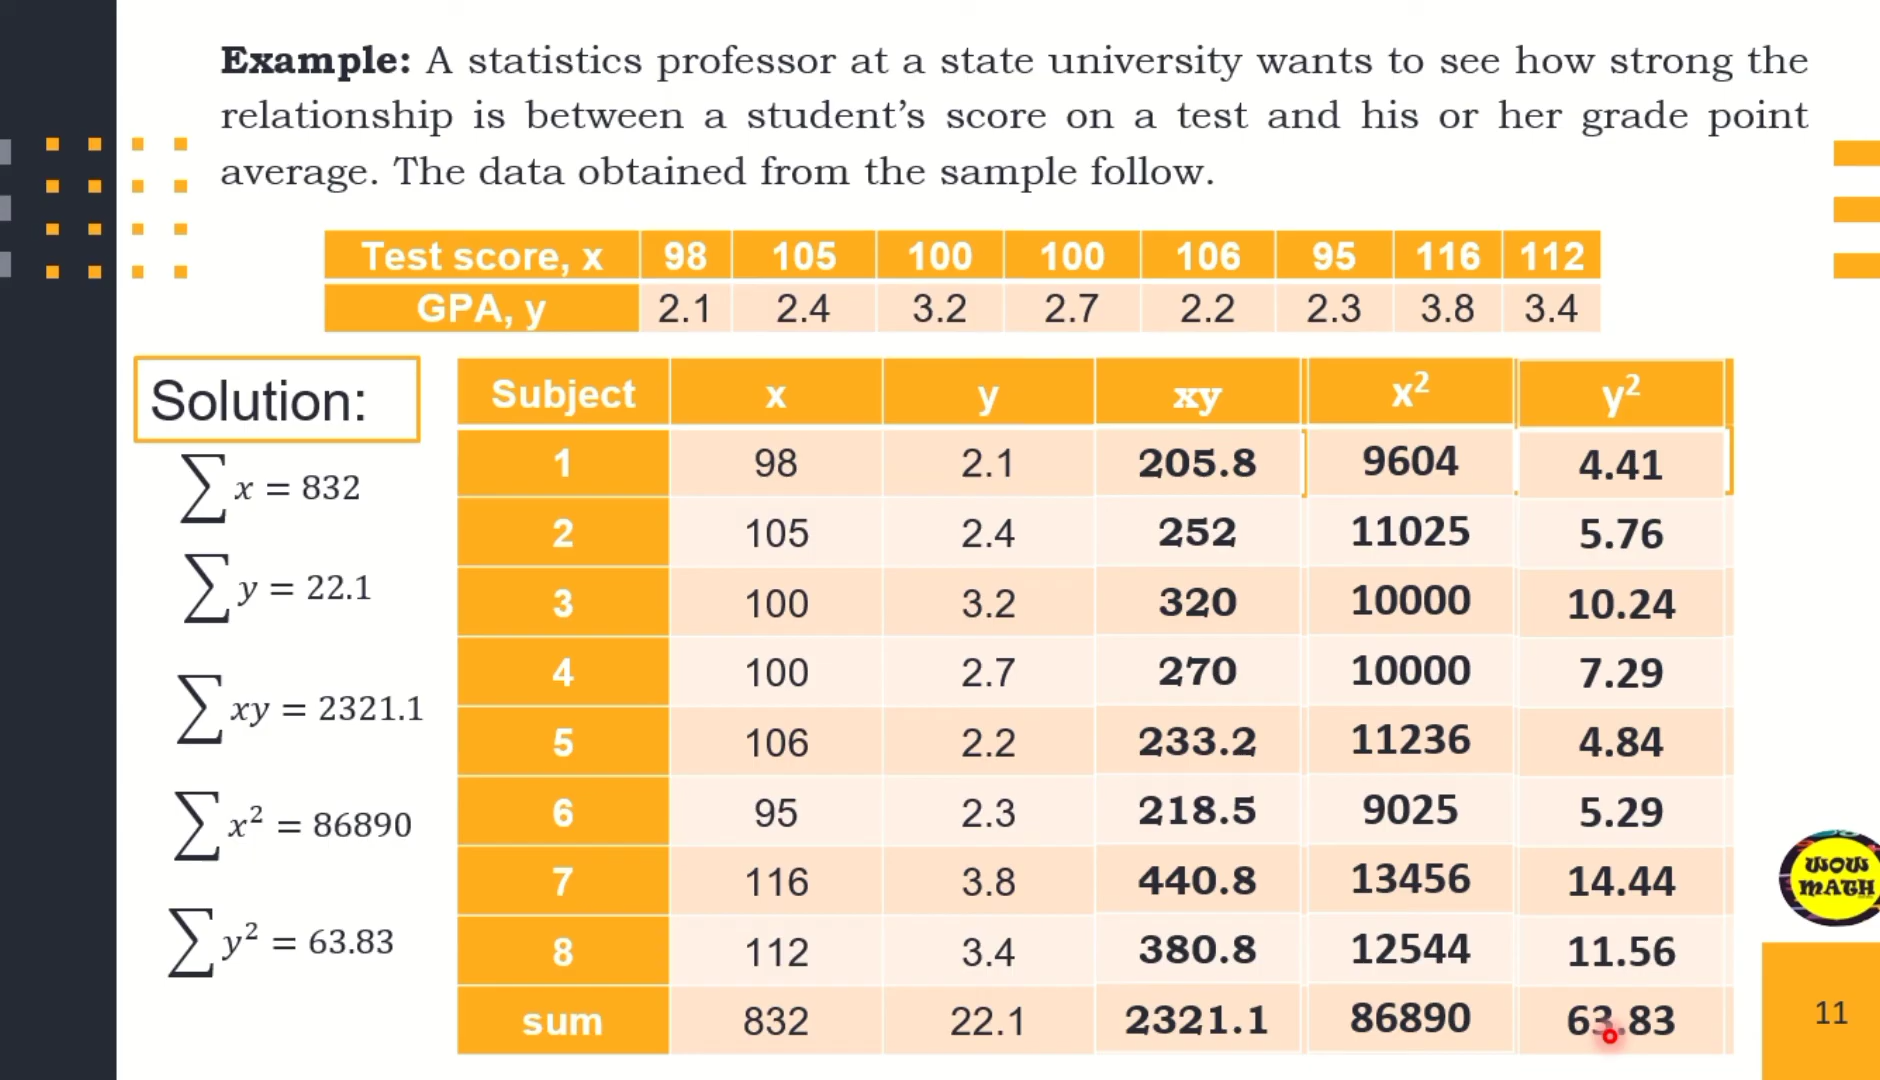 Example: A statistics professor at a state university wants to see how strong the
relationship is between a student’s score on a test and his or her grade point
average. The data obtained from the sample follow.
Test score, x 98 105 100 100 106 95 116 112
GPA, y 2.1 2.4 3.2 2.7 2.2 2.3 3.8 3.4
Solution:
∑ x = 832
∑ y = 22.1
∑ xy = 2321.1
∑ x² = 86890
∑ y² = 63.83
Subject x y xy x² y²
1 98 2.1 205.8 9604 4.41
2 105 2.4 252 11025 5.76
3 100 3.2 320 10000 10.24
4 100 2.7 270 10000 7.29
5 106 2.2 233.2 11236 4.84
6 95 2.3 218.5 9025 5.29
7 116 3.8 440.8 13456 14.44
8 112 3.4 380.8 12544 11.56
sum 832 22.1 2321.1 86890 63.83
WOW
MATH
11